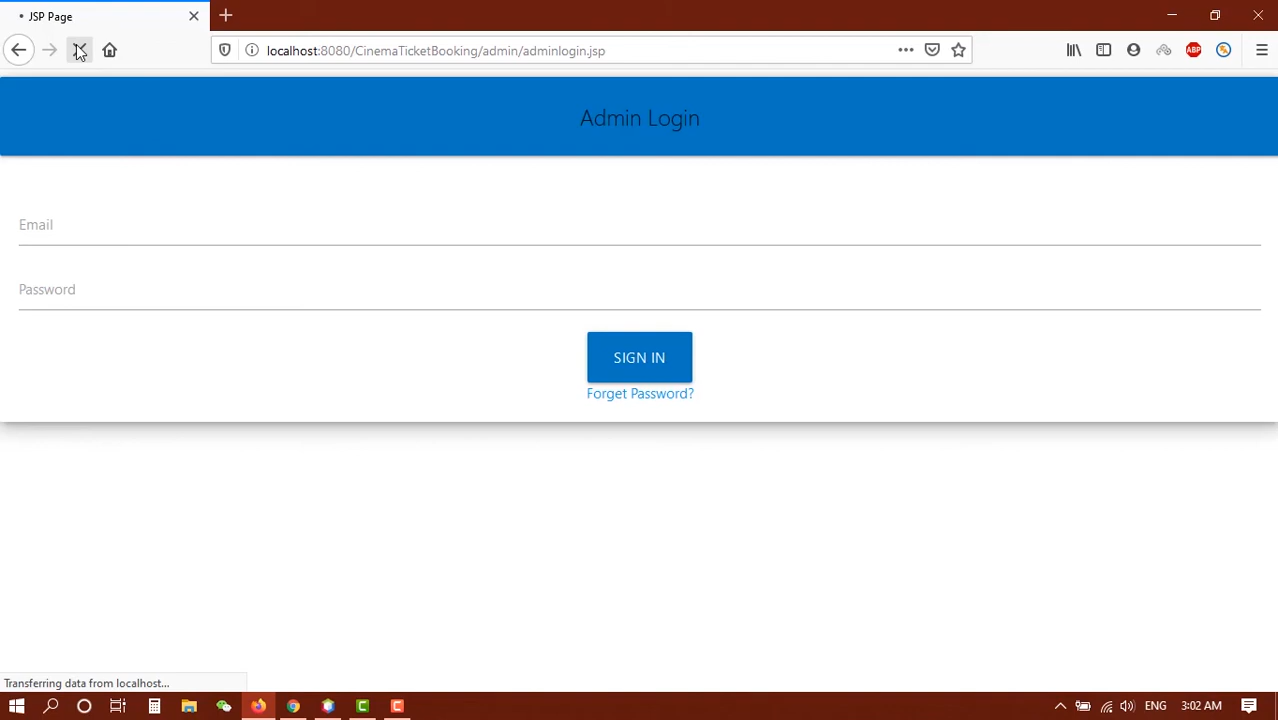 JSP Page
localhost:8080/CinemaTicketBooking/admin/adminlogin.jsp
ABP
Admin Login
Email
Password
SIGN IN
Forget Password?
Transferring data from localhost...
ENG
3:02 AM